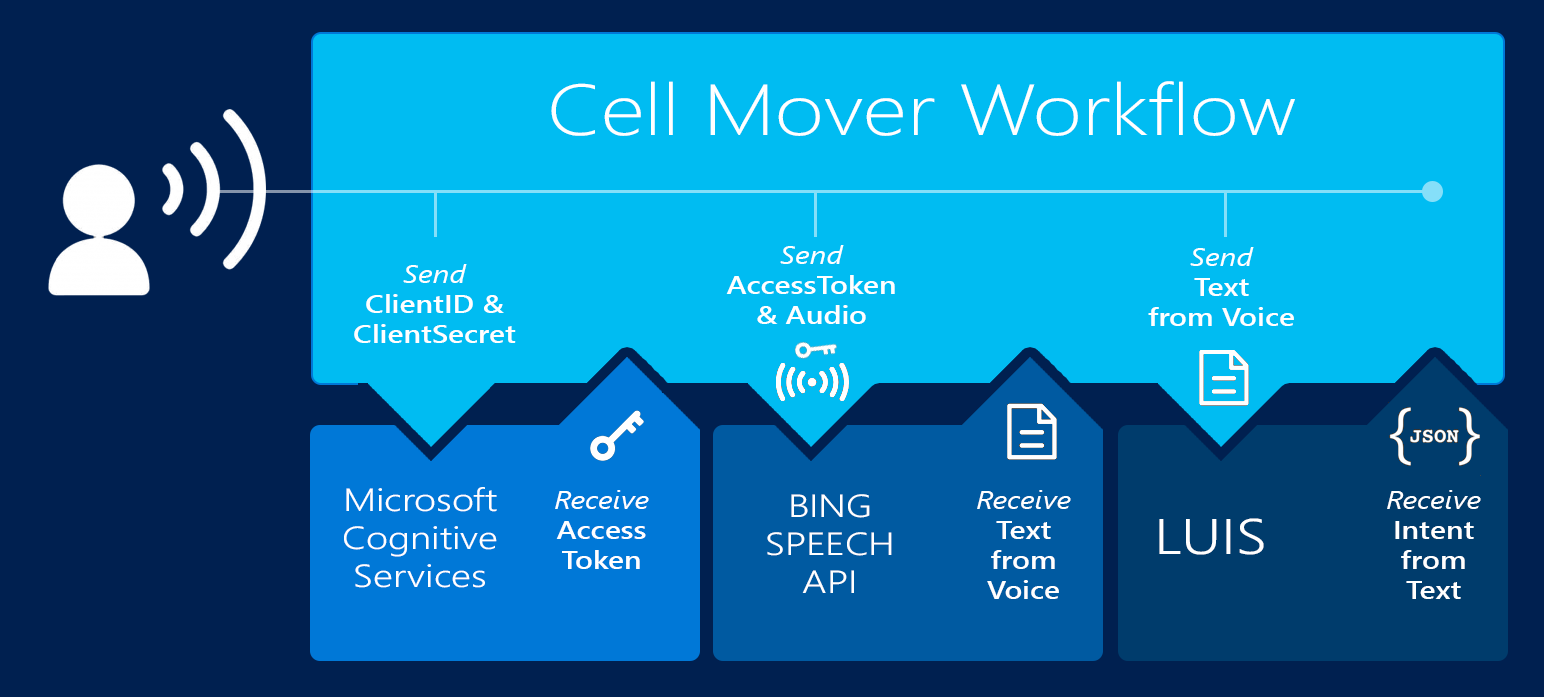 Cell Mover Workflow
Send
ClientID &
ClientSecret
Send
AccessToken
& Audio
Send
Text
from Voice
Microsoft
Cognitive
Services
Receive
Access
Token
BING
SPEECH
API
Receive
Text
from
Voice
LUIS
{JSON}
Receive
Intent
from
Text